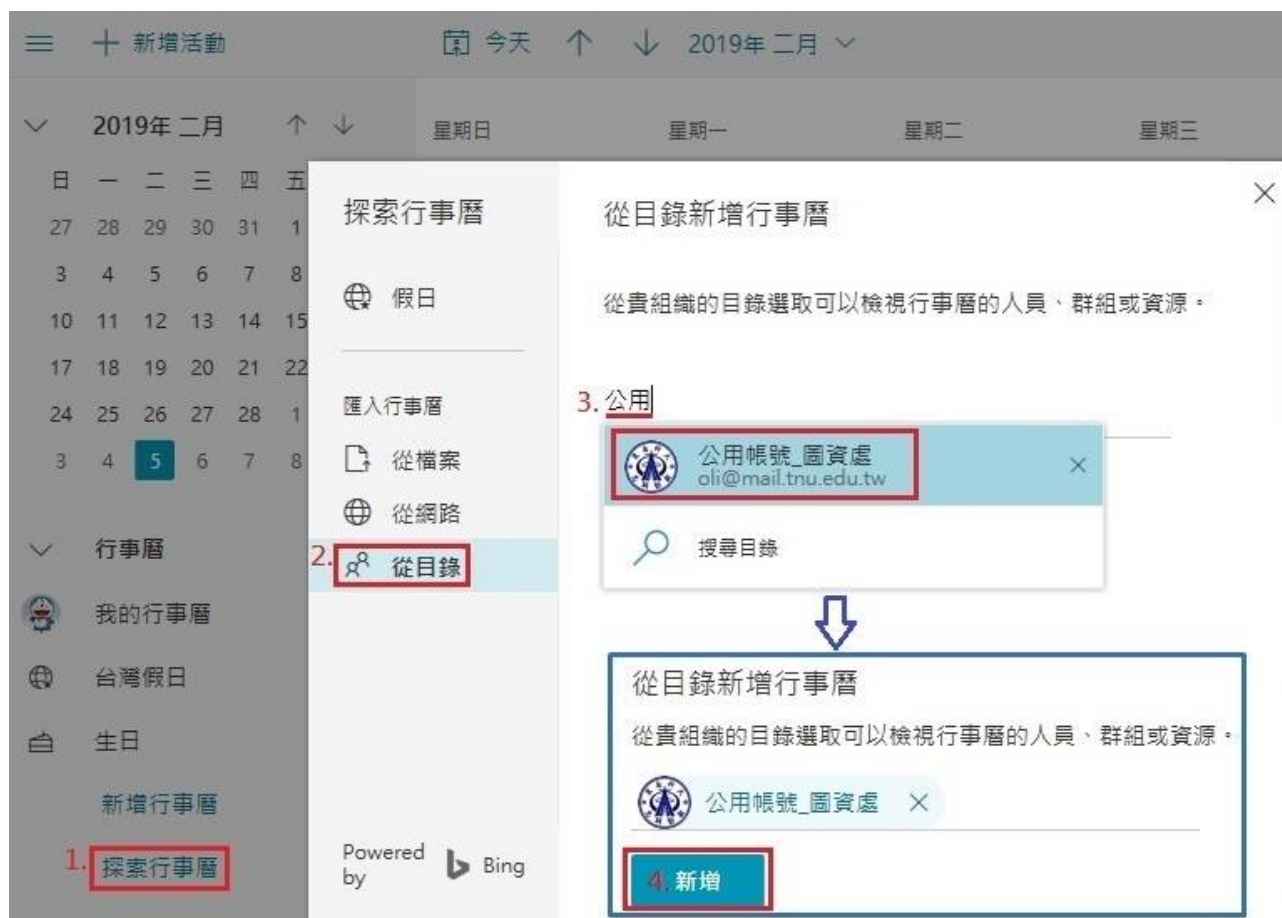 新增活動
今天 2019年 二月
2019年 二月
日 一 二 三 四 五
27 28 29 30 31 1
3 4 5 6 7 8
10 11 12 13 14 15
17 18 19 20 21 22
24 25 26 27 28 1
3 4 5 6 7 8
行事曆
我的行事曆
台灣假日
生日
新增行事曆
1. 探索行事曆
星期日 星期一 星期二 星期三
探索行事曆
假日
匯入行事曆
從檔案
從網路
2. 從目錄
Powered by Bing
從目錄新增行事曆
從貴組織的目錄選取可以檢視行事曆的人員、群組或資源。
3. 公用
公用帳號_圖資處
oli@mail.tnu.edu.tw
搜尋目錄
從目錄新增行事曆
從貴組織的目錄選取可以檢視行事曆的人員、群組或資源。
公用帳號_圖資處
4. 新增